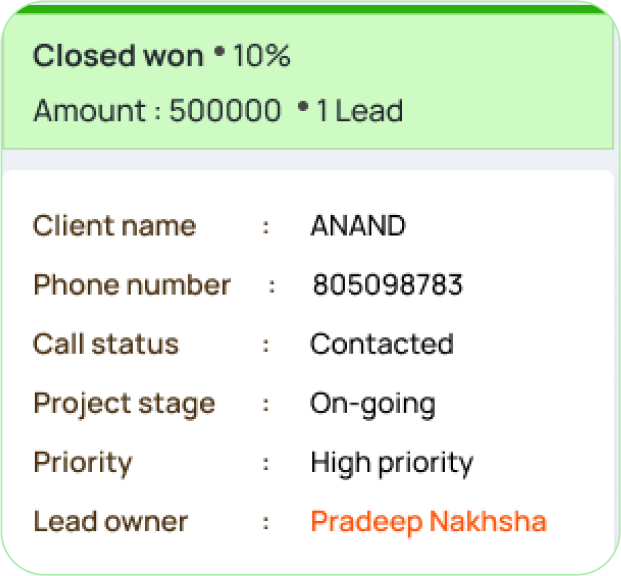 Closed won • 10%
Amount : 500000 • 1 Lead
Client name : ANAND
Phone number : 805098783
Call status : Contacted
Project stage : On-going
Priority : High priority
Lead owner : Pradeep Nakhsha